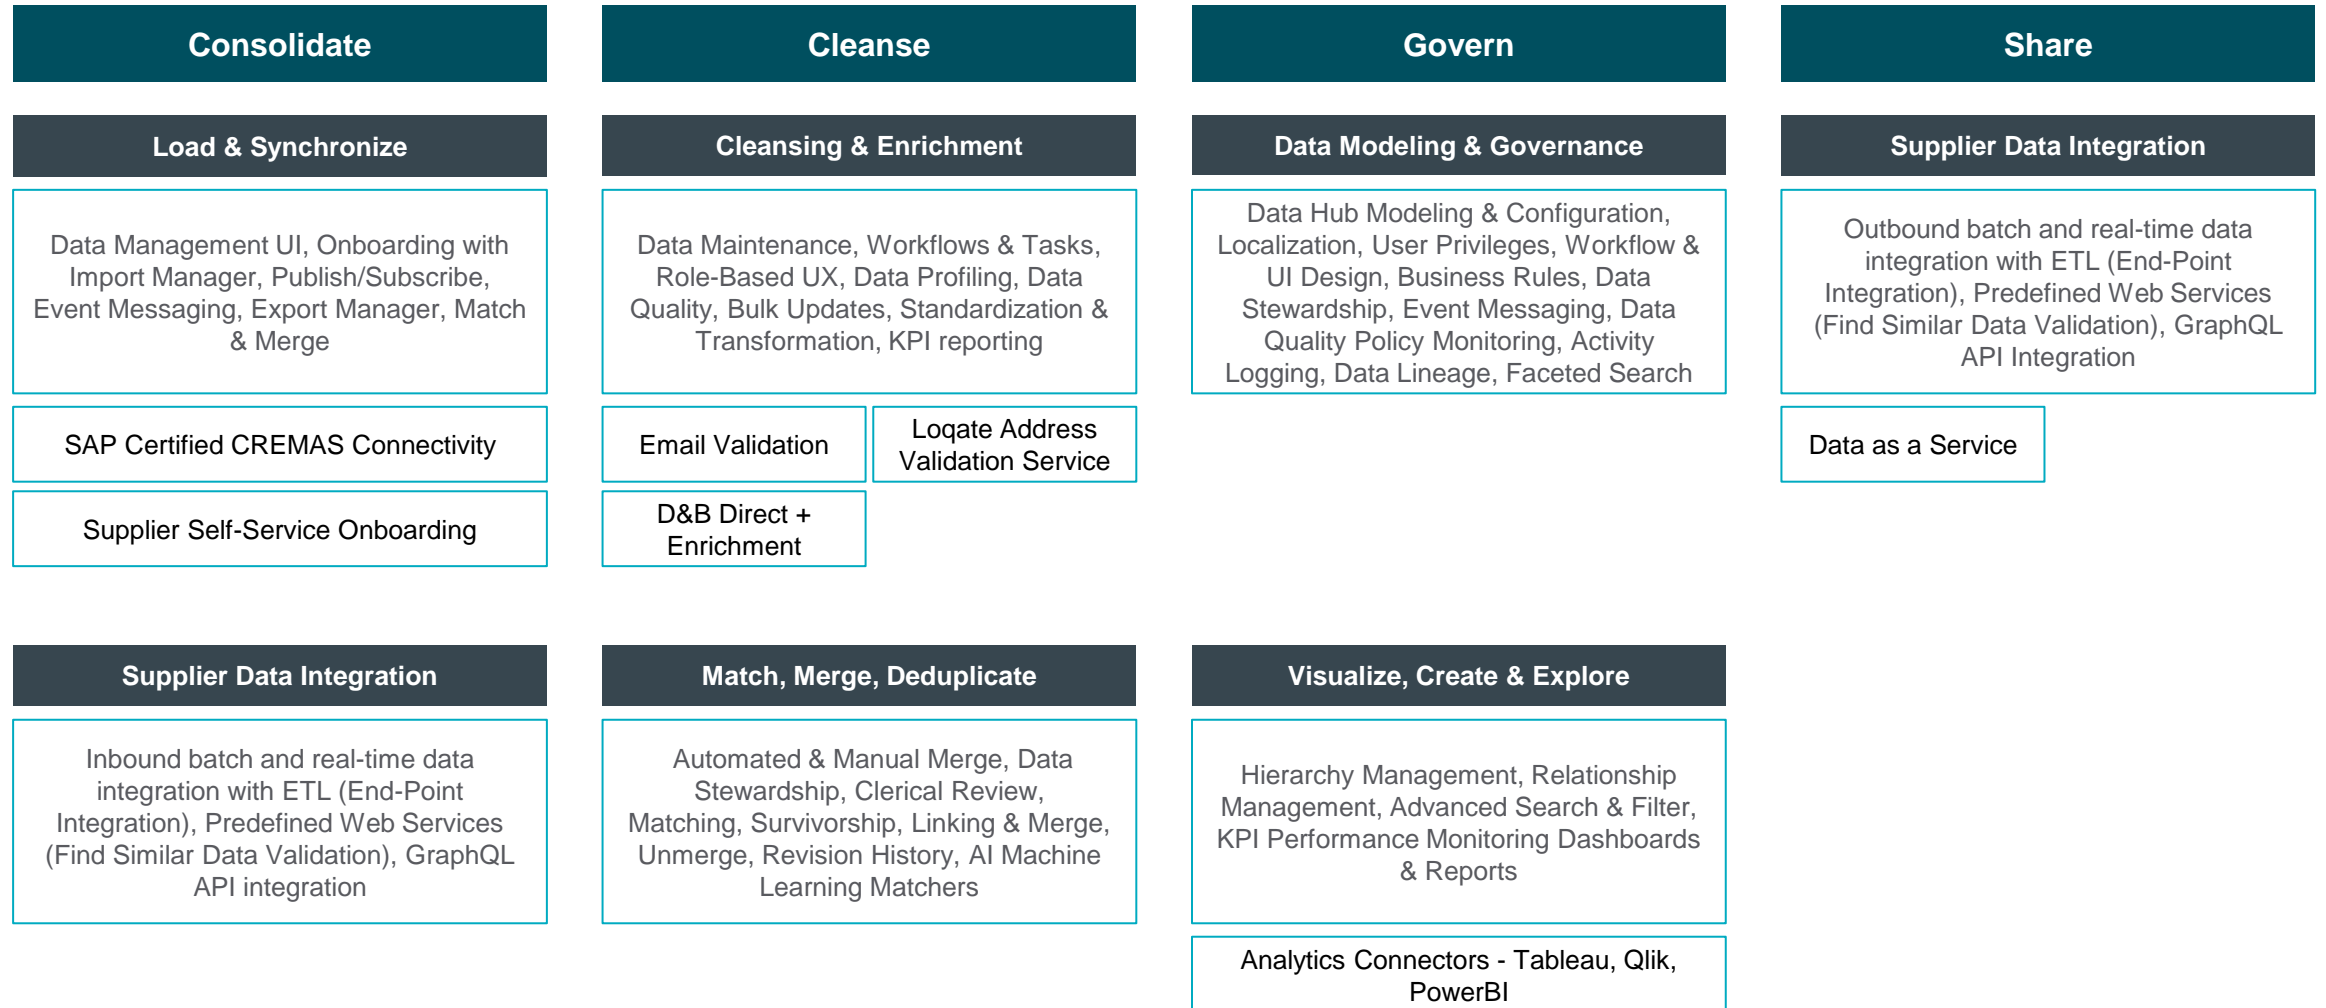 Consolidate
Cleanse
Govern
Share
Load & Synchronize
Data Management UI, Onboarding with
Import Manager, Publish/Subscribe,
Event Messaging, Export Manager, Match
& Merge
SAP Certified CREMAS Connectivity
Supplier Self-Service Onboarding
Cleansing & Enrichment
Data Maintenance, Workflows & Tasks,
Role-Based UX, Data Profiling, Data
Quality, Bulk Updates, Standardization &
Transformation, KPI reporting
Email Validation
Loqate Address
Validation Service
D&B Direct +
Enrichment
Data Modeling & Governance
Data Hub Modeling & Configuration,
Localization, User Privileges, Workflow &
UI Design, Business Rules, Data
Stewardship, Event Messaging, Data
Quality Policy Monitoring, Activity
Logging, Data Lineage, Faceted Search
Supplier Data Integration
Outbound batch and real-time data
integration with ETL (End-Point
Integration), Predefined Web Services
(Find Similar Data Validation), GraphQL
API Integration
Data as a Service
Supplier Data Integration
Inbound batch and real-time data
integration with ETL (End-Point
Integration), Predefined Web Services
(Find Similar Data Validation), GraphQL
API integration
Match, Merge, Deduplicate
Automated & Manual Merge, Data
Stewardship, Clerical Review,
Matching, Survivorship, Linking & Merge,
Unmerge, Revision History, AI Machine
Learning Matchers
Visualize, Create & Explore
Hierarchy Management, Relationship
Management, Advanced Search & Filter,
KPI Performance Monitoring Dashboards
& Reports
Analytics Connectors - Tableau, Qlik,
PowerBI